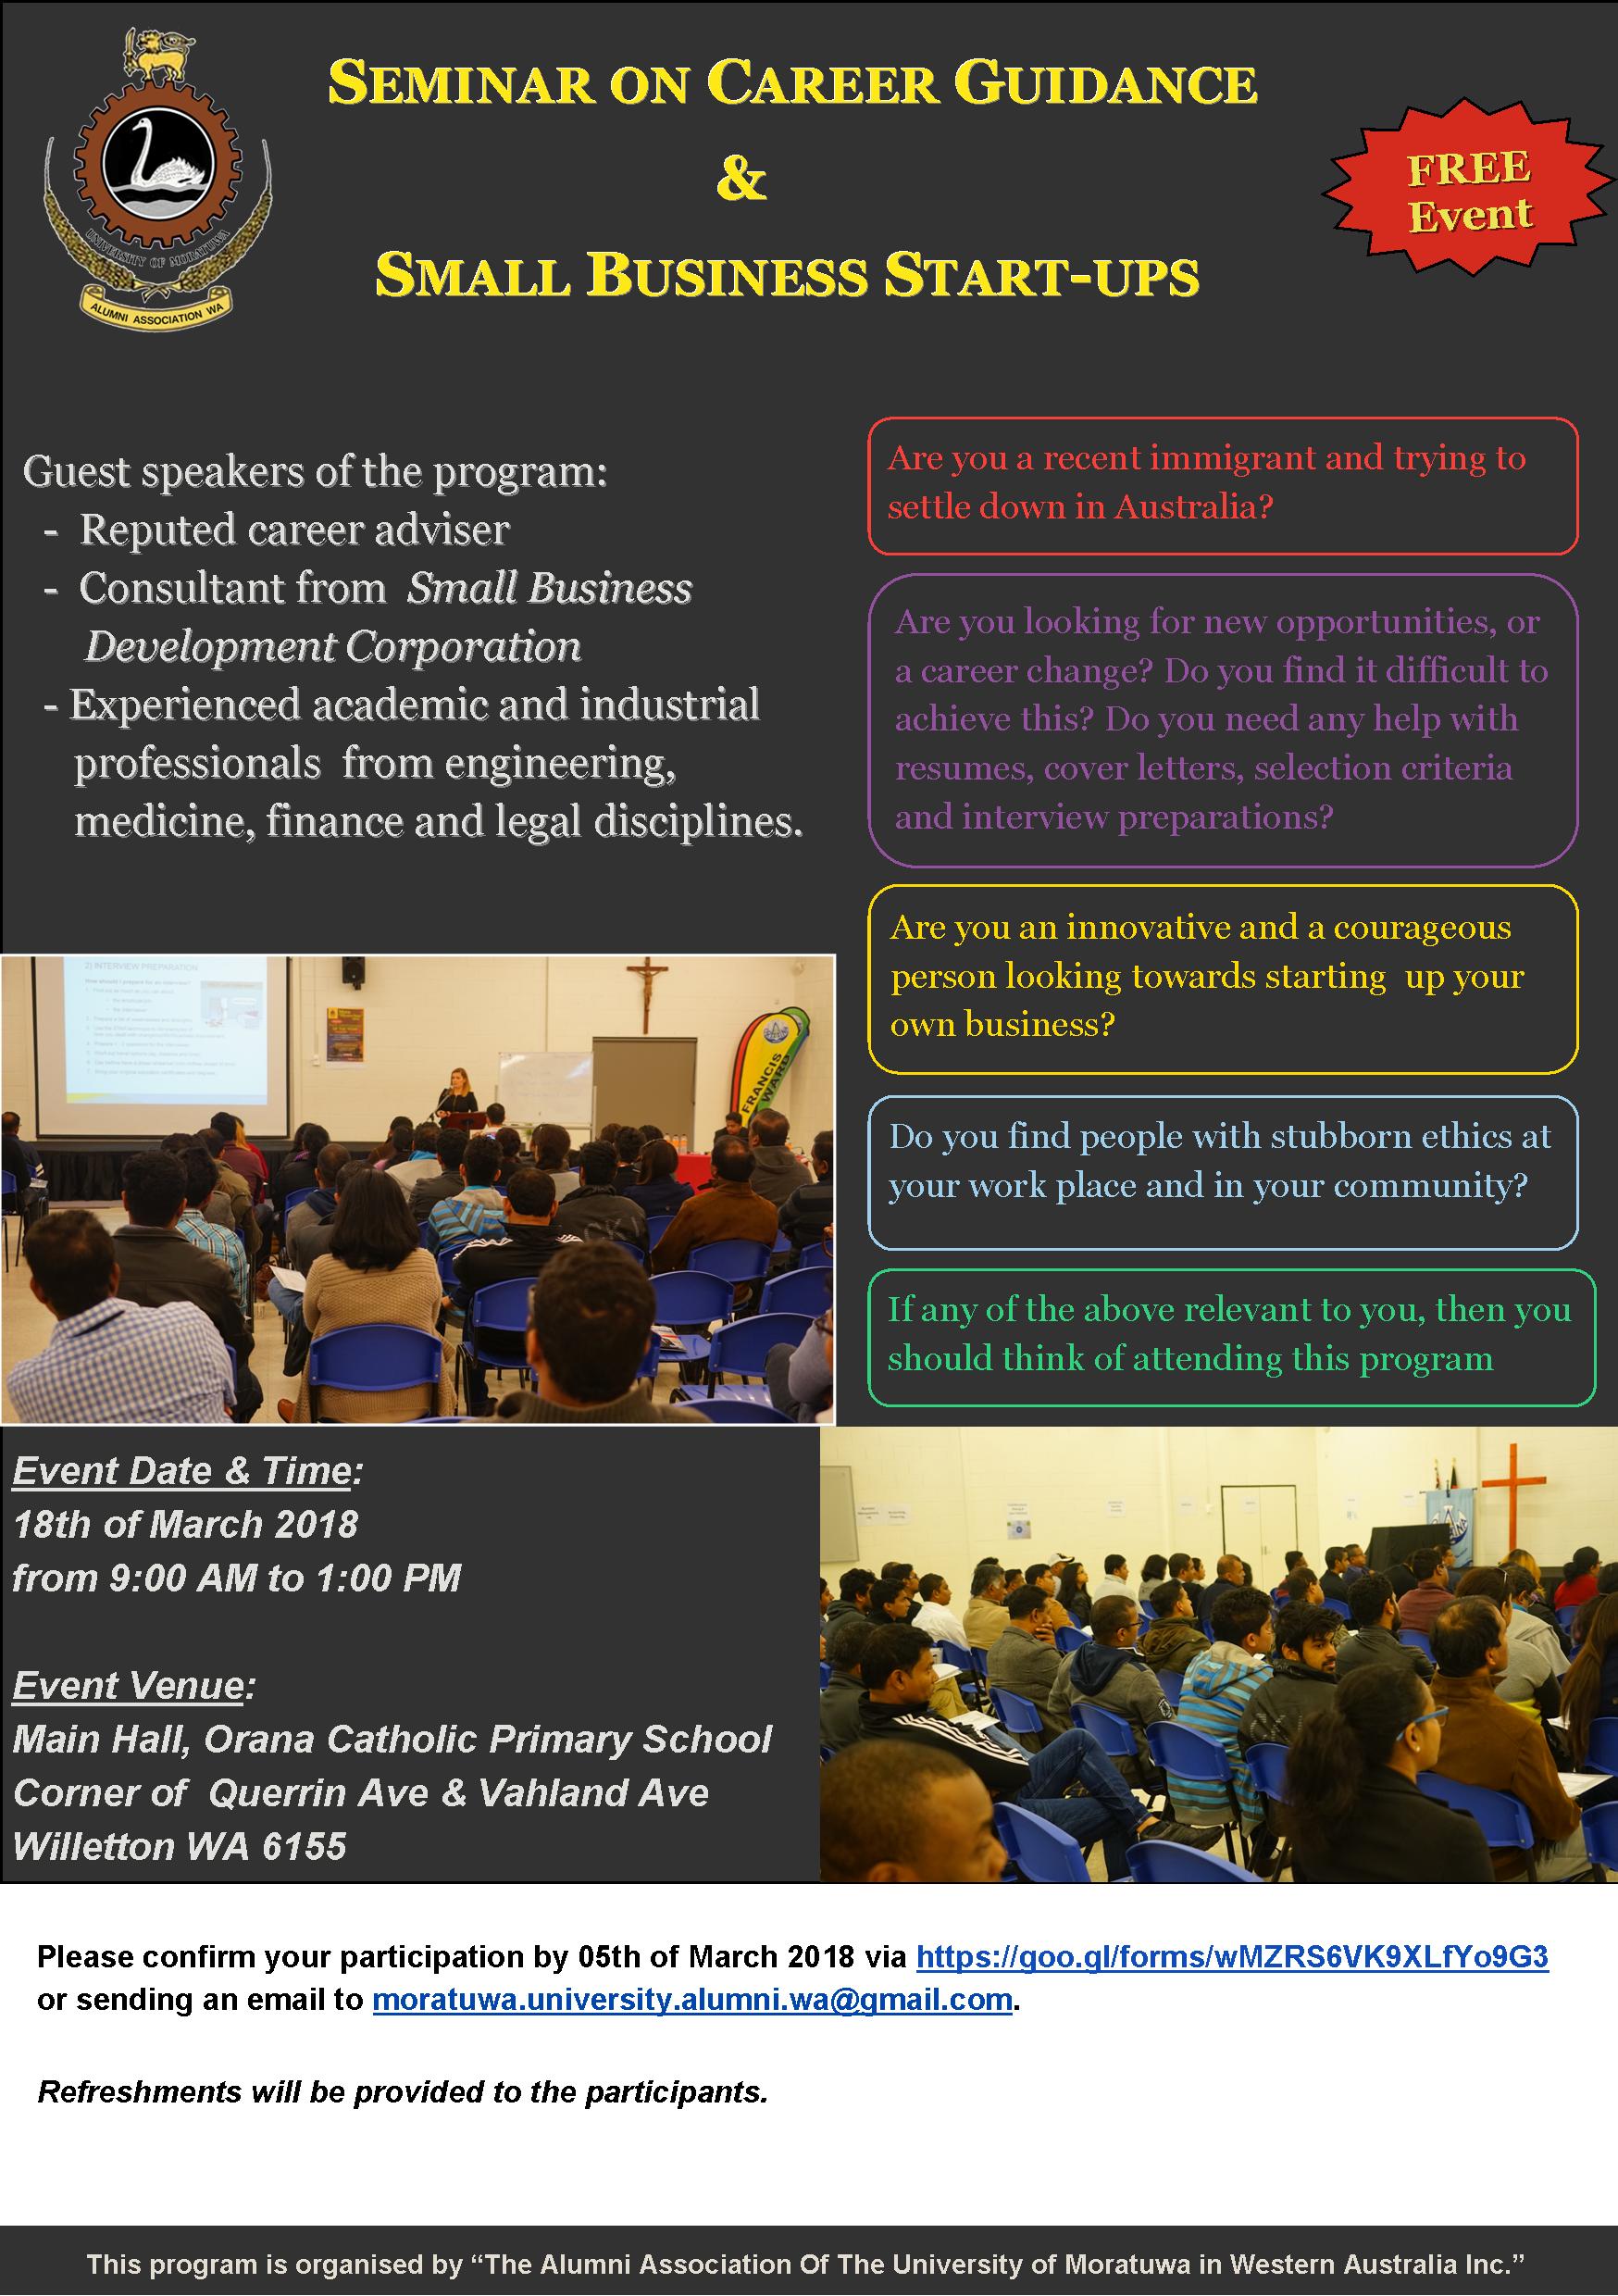 SEMINAR ON CAREER GUIDANCE
&
SMALL BUSINESS START-UPS
FREE
Event
UNIVERSITY OF MORATUWA
ALUMNI ASSOCIATION WA
Guest speakers of the program:
- Reputed career adviser
- Consultant from Small Business
Development Corporation
- Experienced academic and industrial
professionals from engineering,
medicine, finance and legal disciplines.
Are you a recent immigrant and trying to
settle down in Australia?
Are you looking for new opportunities, or
a career change? Do you find it difficult to
achieve this? Do you need any help with
resumes, cover letters, selection criteria
and interview preparations?
Are you an innovative and a courageous
person looking towards starting up your
own business?
Do you find people with stubborn ethics at
your work place and in your community?
If any of the above relevant to you, then you
should think of attending this program
2) INTERVIEW PREPARATION
FRANCIS
WARD
Event Date & Time:
18th of March 2018
from 9:00 AM to 1:00 PM
Event Venue:
Main Hall, Orana Catholic Primary School
Corner of Querrin Ave & Vahland Ave
Willetton WA 6155
Please confirm your participation by 05th of March 2018 via https://goo.gl/forms/wMZRS6VK9XLfYo9G3
or sending an email to moratuwa.university.alumni.wa@gmail.com.
Refreshments will be provided to the participants.
This program is organised by “The Alumni Association Of The University of Moratuwa in Western Australia Inc.”